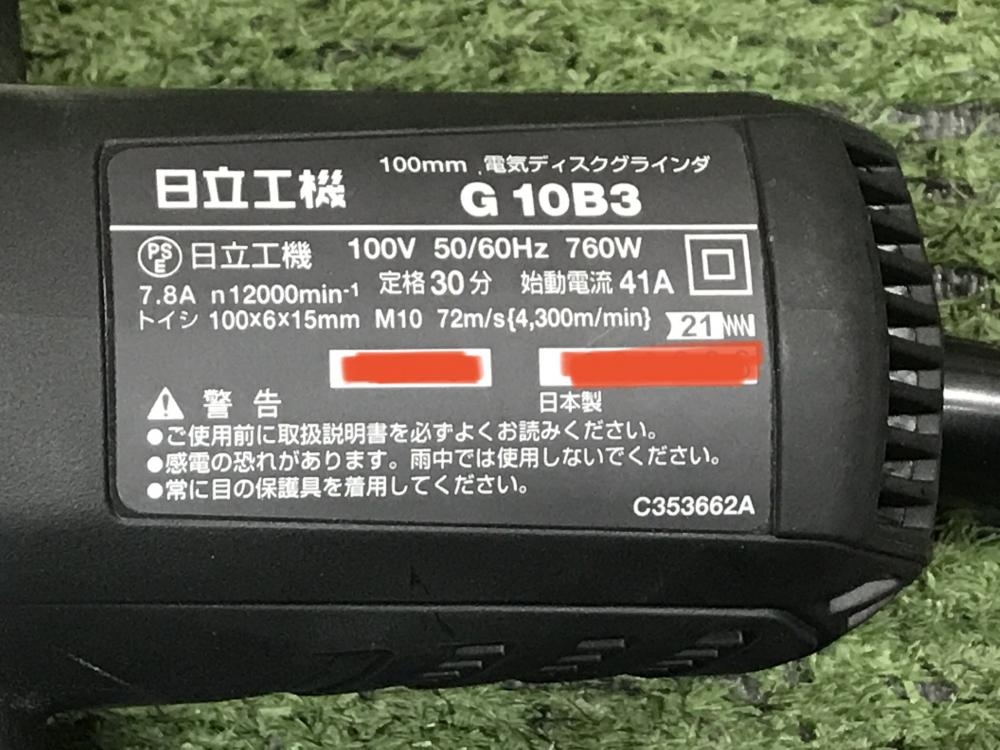 日立工機
100mm 電気ディスクグラインダ
G 10B3
PSE 日立工機 100V 50/60Hz 760W
7.8A n12000min-1 定格30分 始動電流41A
トイシ 100×6×15mm M10 72m/s{4,300m/min} 21
日本製
警告
●ご使用前に取扱説明書を必ずよくお読みください。
●感電の恐れがあります。雨中では使用しないでください。
●常に目の保護具を着用してください。
C353662A